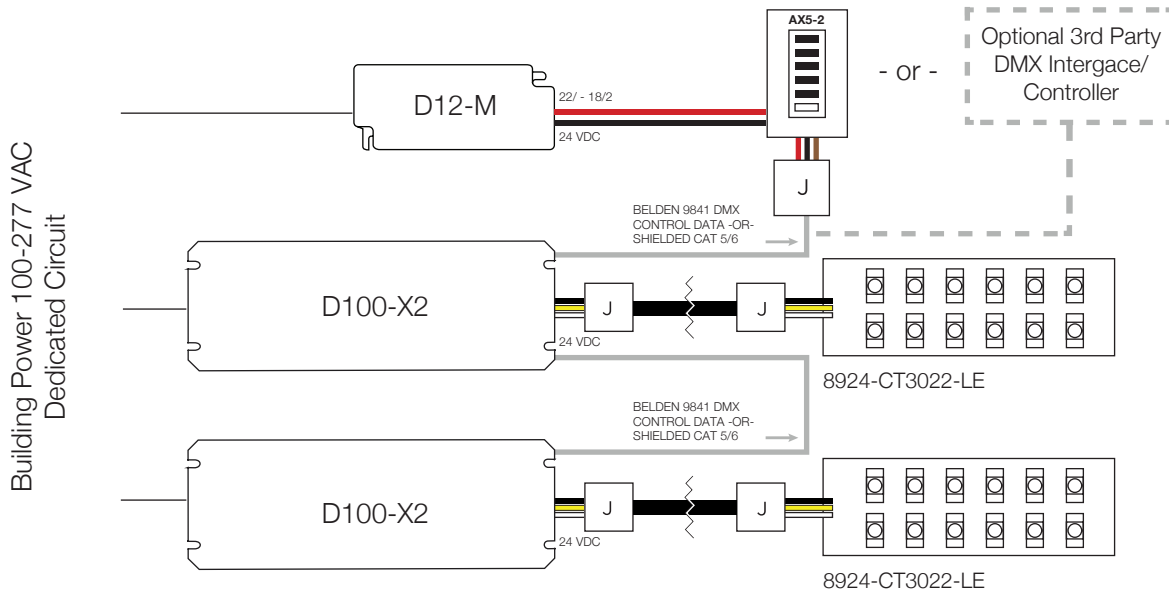 Building Power 100-277 VAC
Dedicated Circuit
D12-M
22/ - 18/2
24 VDC
AX5-2
- or -
Optional 3rd Party
DMX Intergace/
Controller
J
BELDEN 9841 DMX
CONTROL DATA -OR-
SHIELDED CAT 5/6
D100-X2
J
J
24 VDC
8924-CT3022-LE
BELDEN 9841 DMX
CONTROL DATA -OR-
SHIELDED CAT 5/6
D100-X2
J
J
24 VDC
8924-CT3022-LE